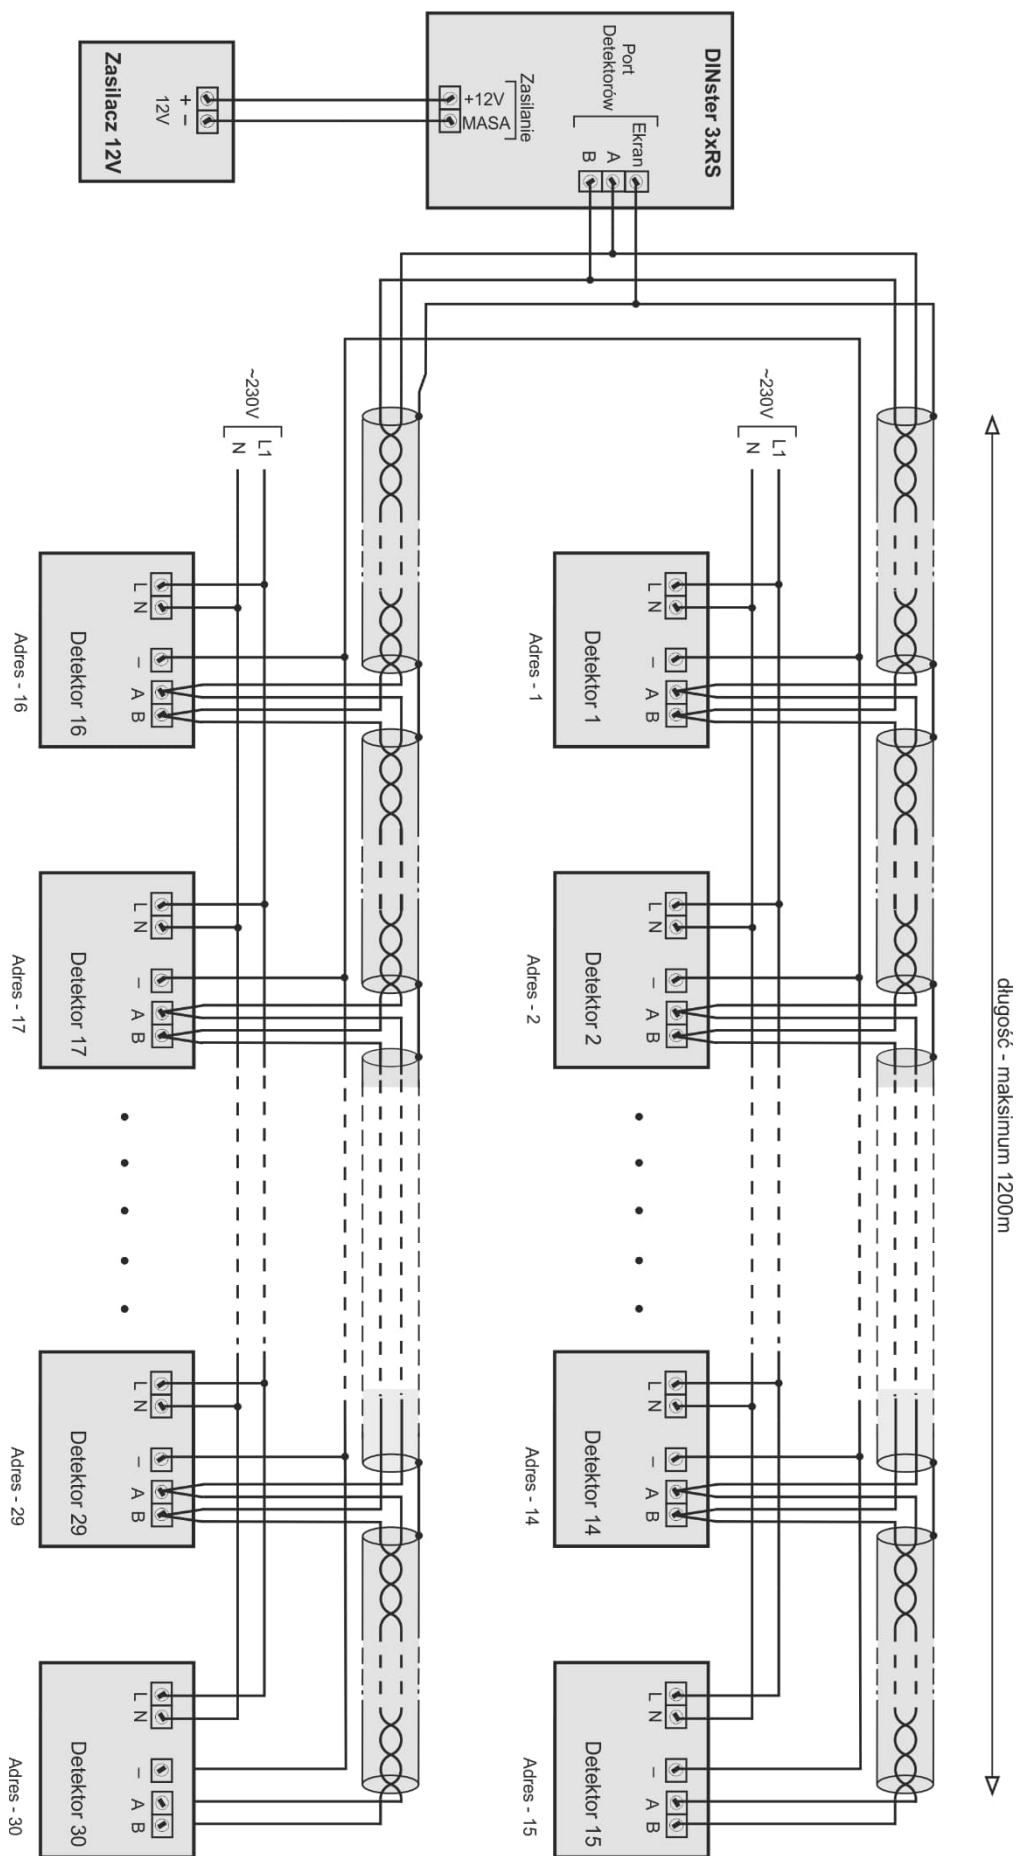 DINster 3xRS
Port
Detektorów
Ekran
A
B
Zasilanie
+12V
MASA
Zasilacz 12V
+
–
12V
długość - maksimum 1200m
~230V
L1
N
L
N
–
A
B
Detektor 1
Adres - 1
L
N
–
A
B
Detektor 2
Adres - 2
L
N
–
A
B
Detektor 14
Adres - 14
L
N
–
A
B
Detektor 15
Adres - 15
~230V
L1
N
L
N
–
A
B
Detektor 16
Adres - 16
L
N
–
A
B
Detektor 17
Adres - 17
L
N
–
A
B
Detektor 29
Adres - 29
L
N
–
A
B
Detektor 30
Adres - 30